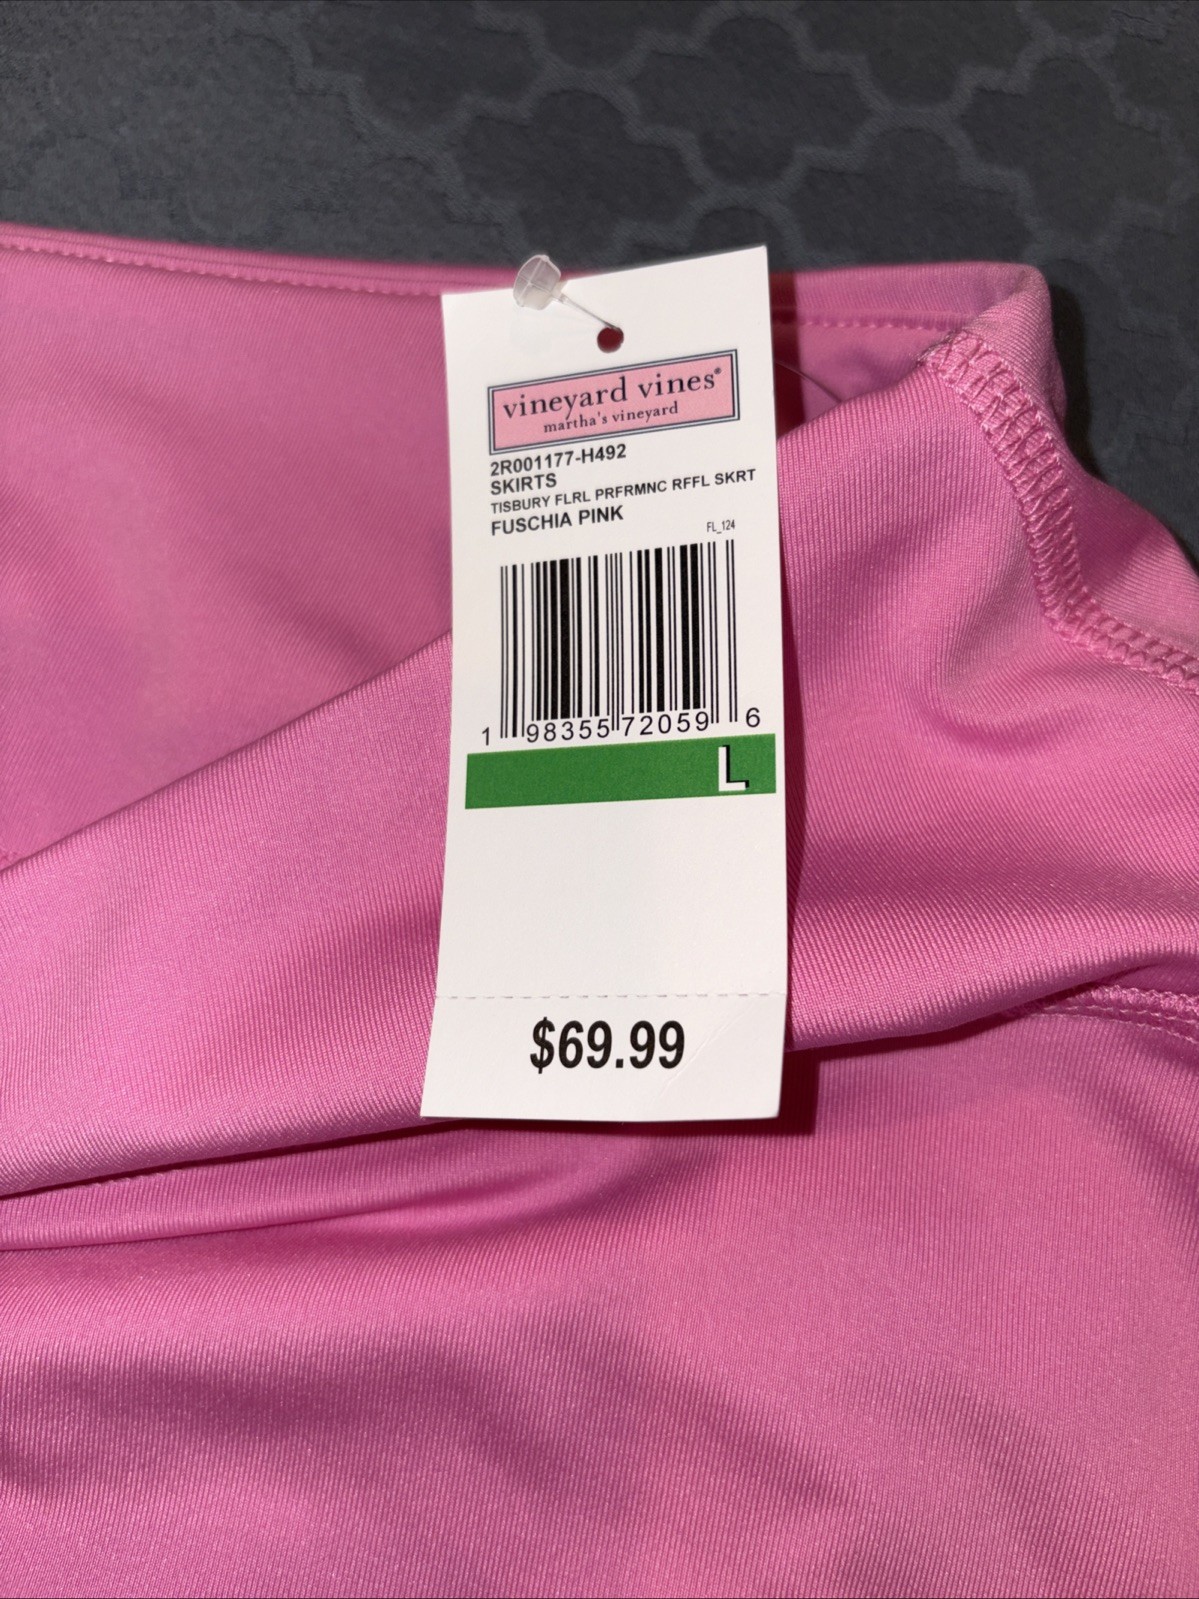 vineyard vines®
martha's vineyard
2R001177-H492
SKIRTS
TISBURY FLRL PRFRMNC RFFL SKRT
FUSCHIA PINK
FL_124
1 98355 72059 6
L
$69.99